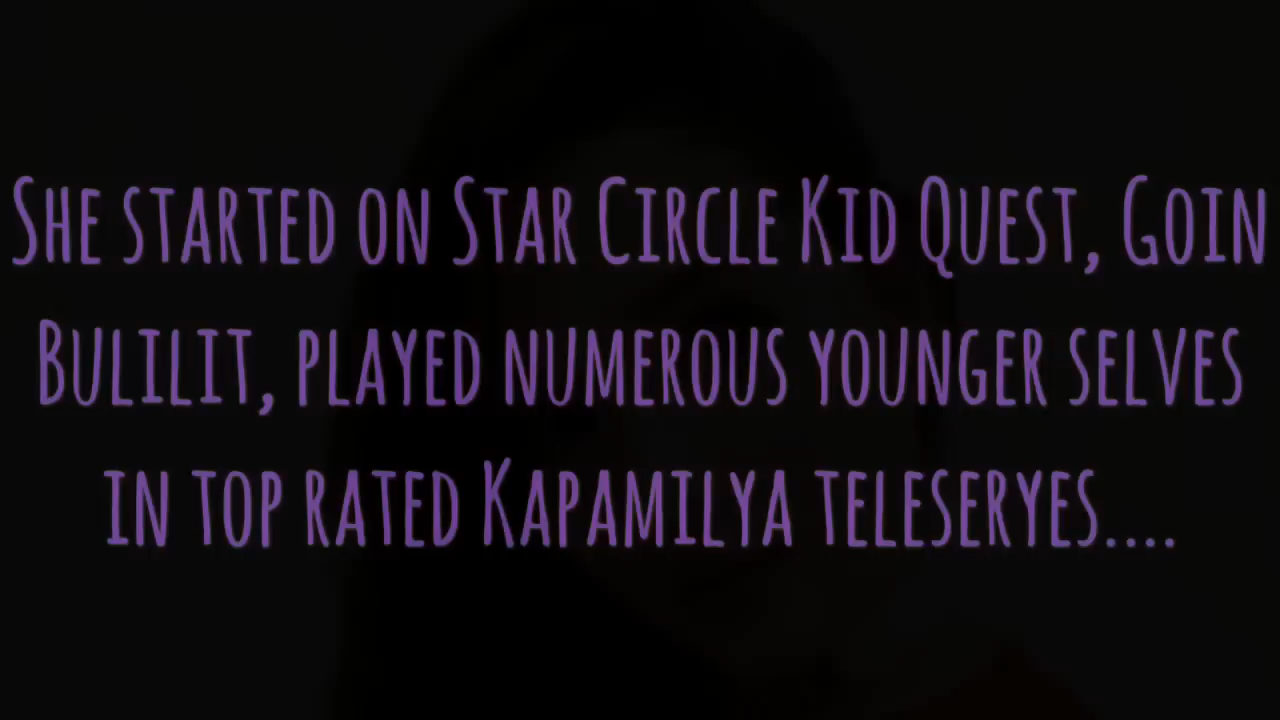 She started on Star Circle Kid Quest, Goin
Bulilit, played numerous younger selves
in top rated Kapamilya teleseryes....